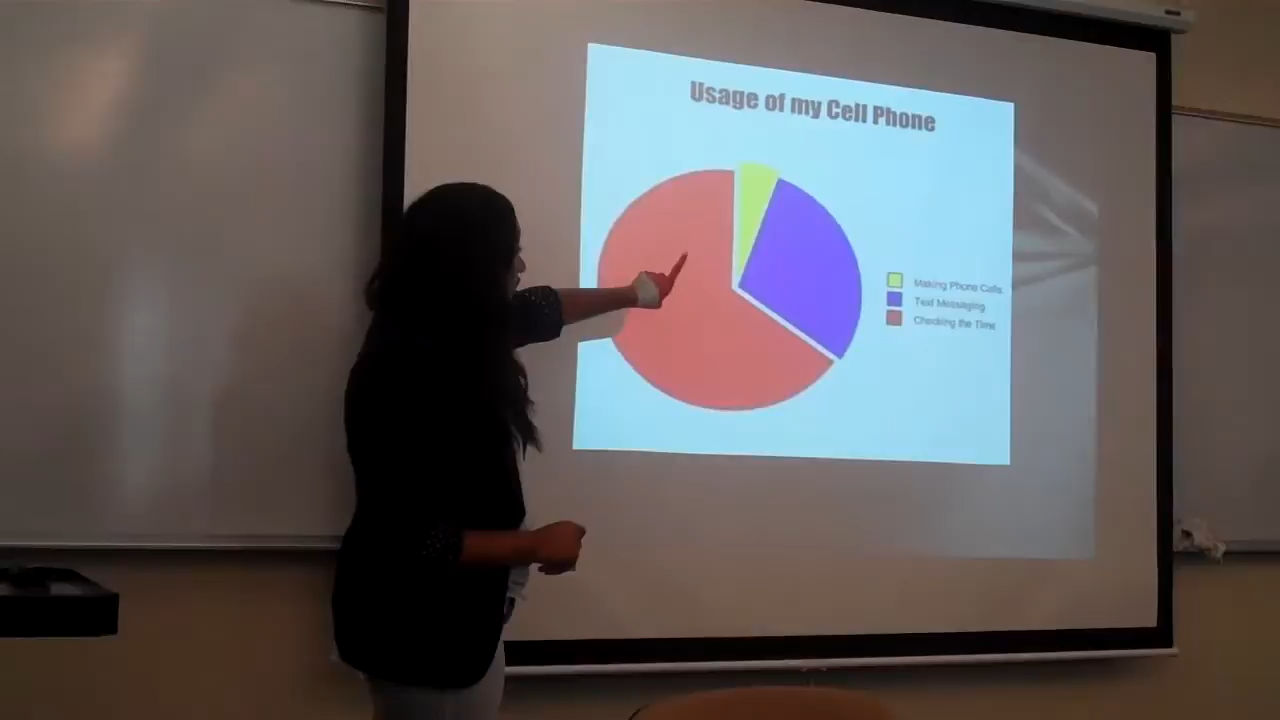 Usage of my Cell Phone
Making Phone Calls
Text Messaging
Checking the Time